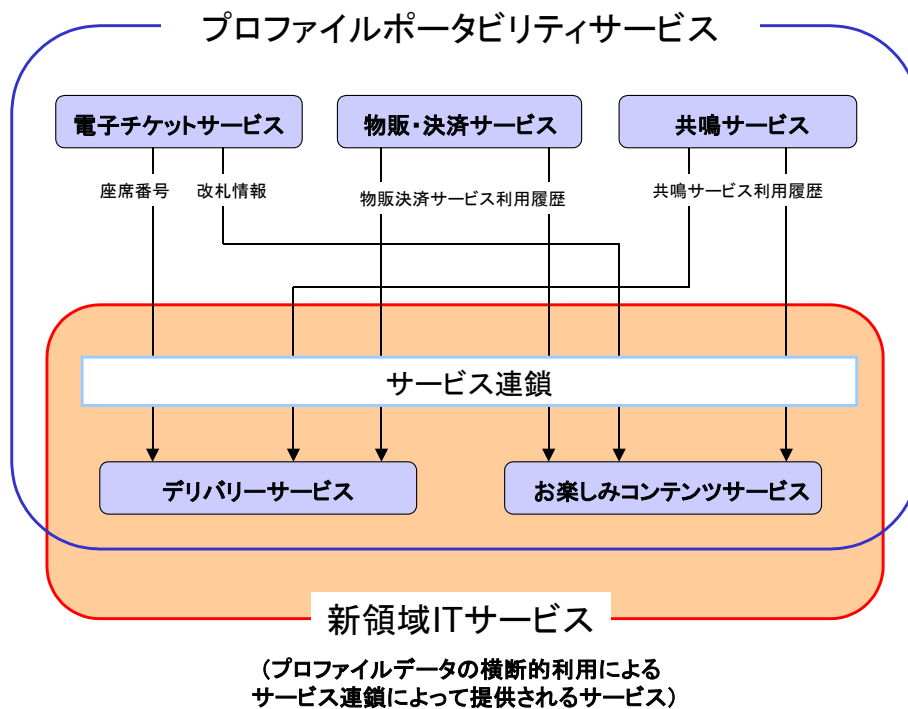 プロファイルポータビリティサービス
電子チケットサービス
物販・決済サービス
共鳴サービス
座席番号
改札情報
物販決済サービス利用履歴
共鳴サービス利用履歴
サービス連鎖
デリバリーサービス
お楽しみコンテンツサービス
新領域ITサービス
(プロファイルデータの横断的利用による
サービス連鎖によって提供されるサービス)